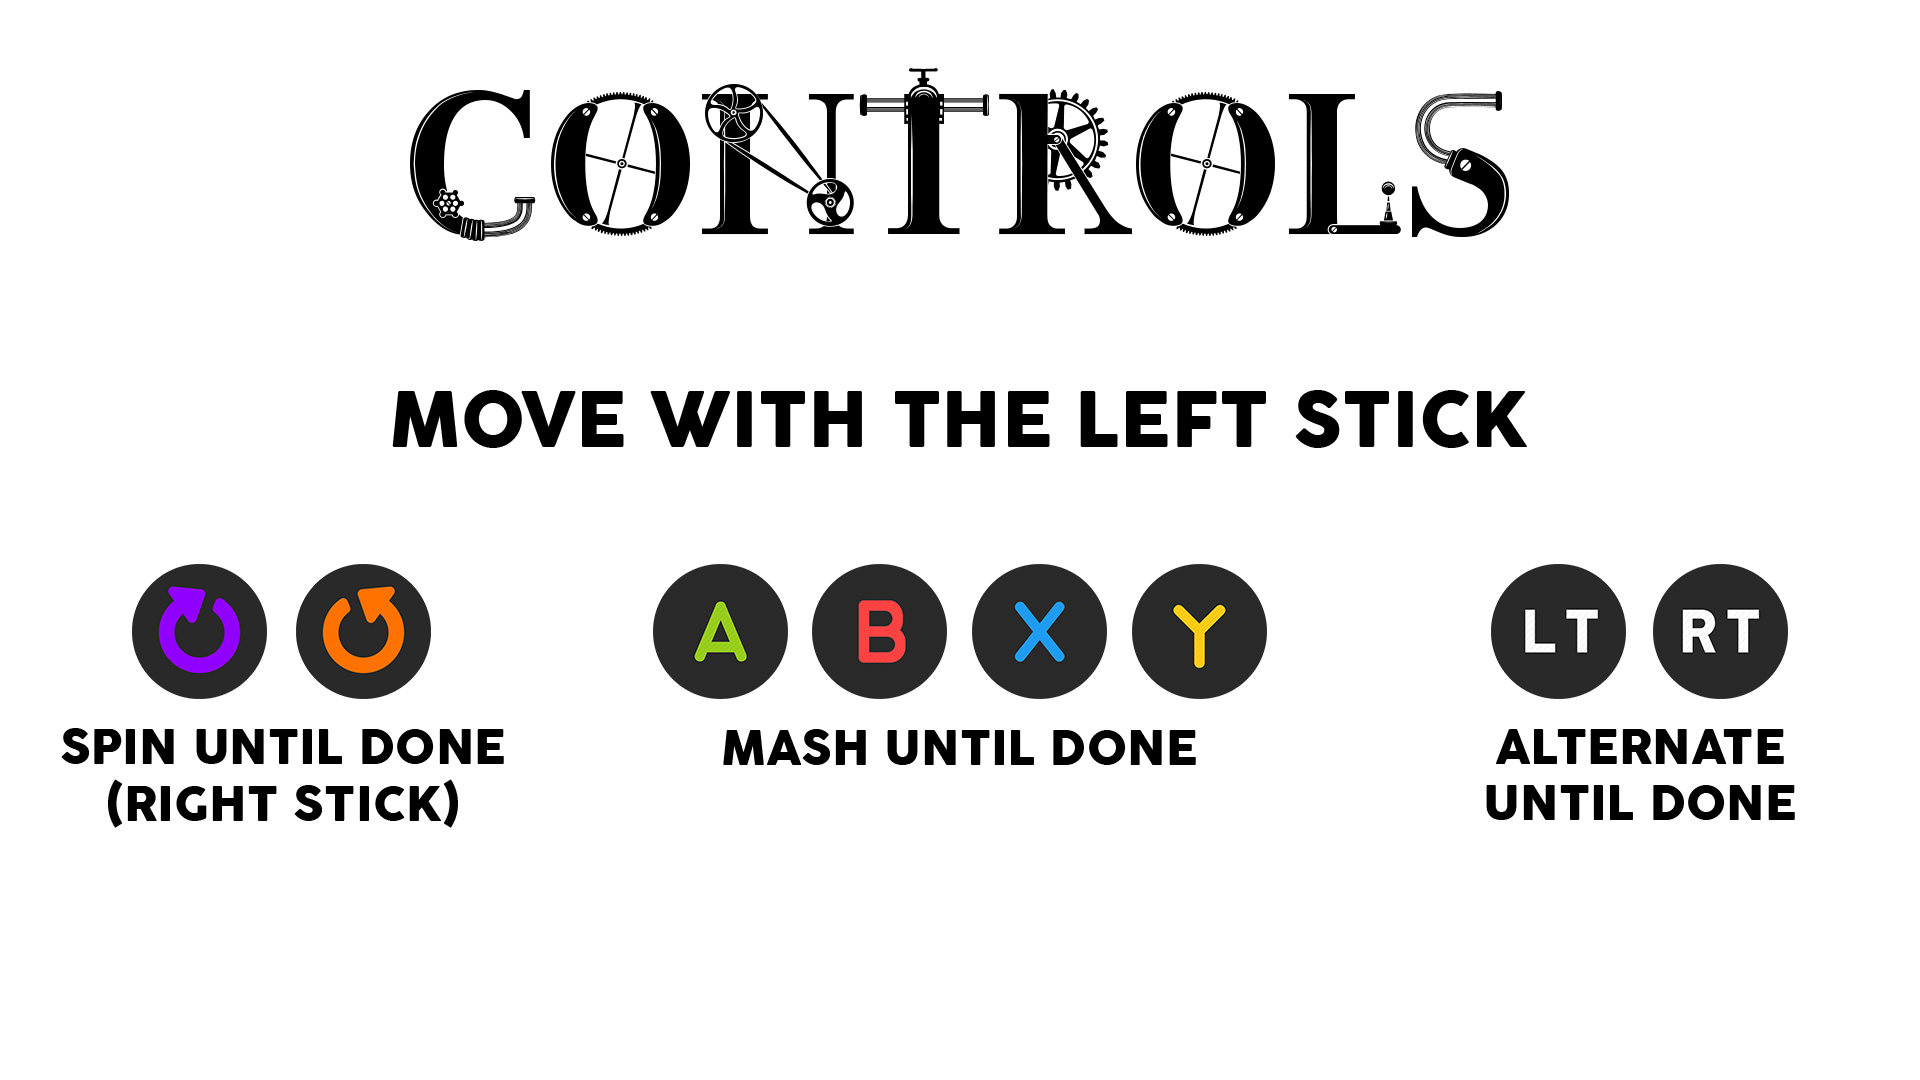 CONTROLS
MOVE WITH THE LEFT STICK
A B X Y
LT RT
SPIN UNTIL DONE
(RIGHT STICK)
MASH UNTIL DONE
ALTERNATE
UNTIL DONE